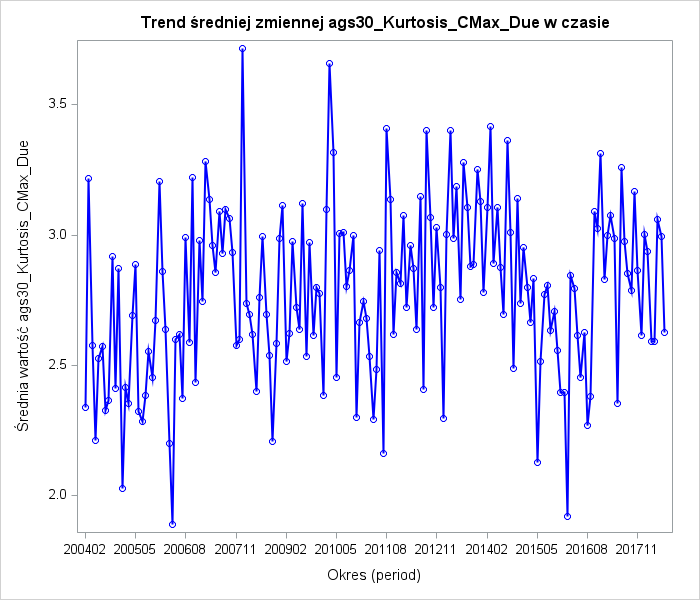 Trend średniej zmiennej ags30_Kurtosis_CMax_Due w czasie
Średnia wartość ags30_Kurtosis_CMax_Due
3.5
3.0
2.5
2.0
200402 200505 200608 200711 200902 201005 201108 201211 201402 201505 201608 201711
Okres (period)